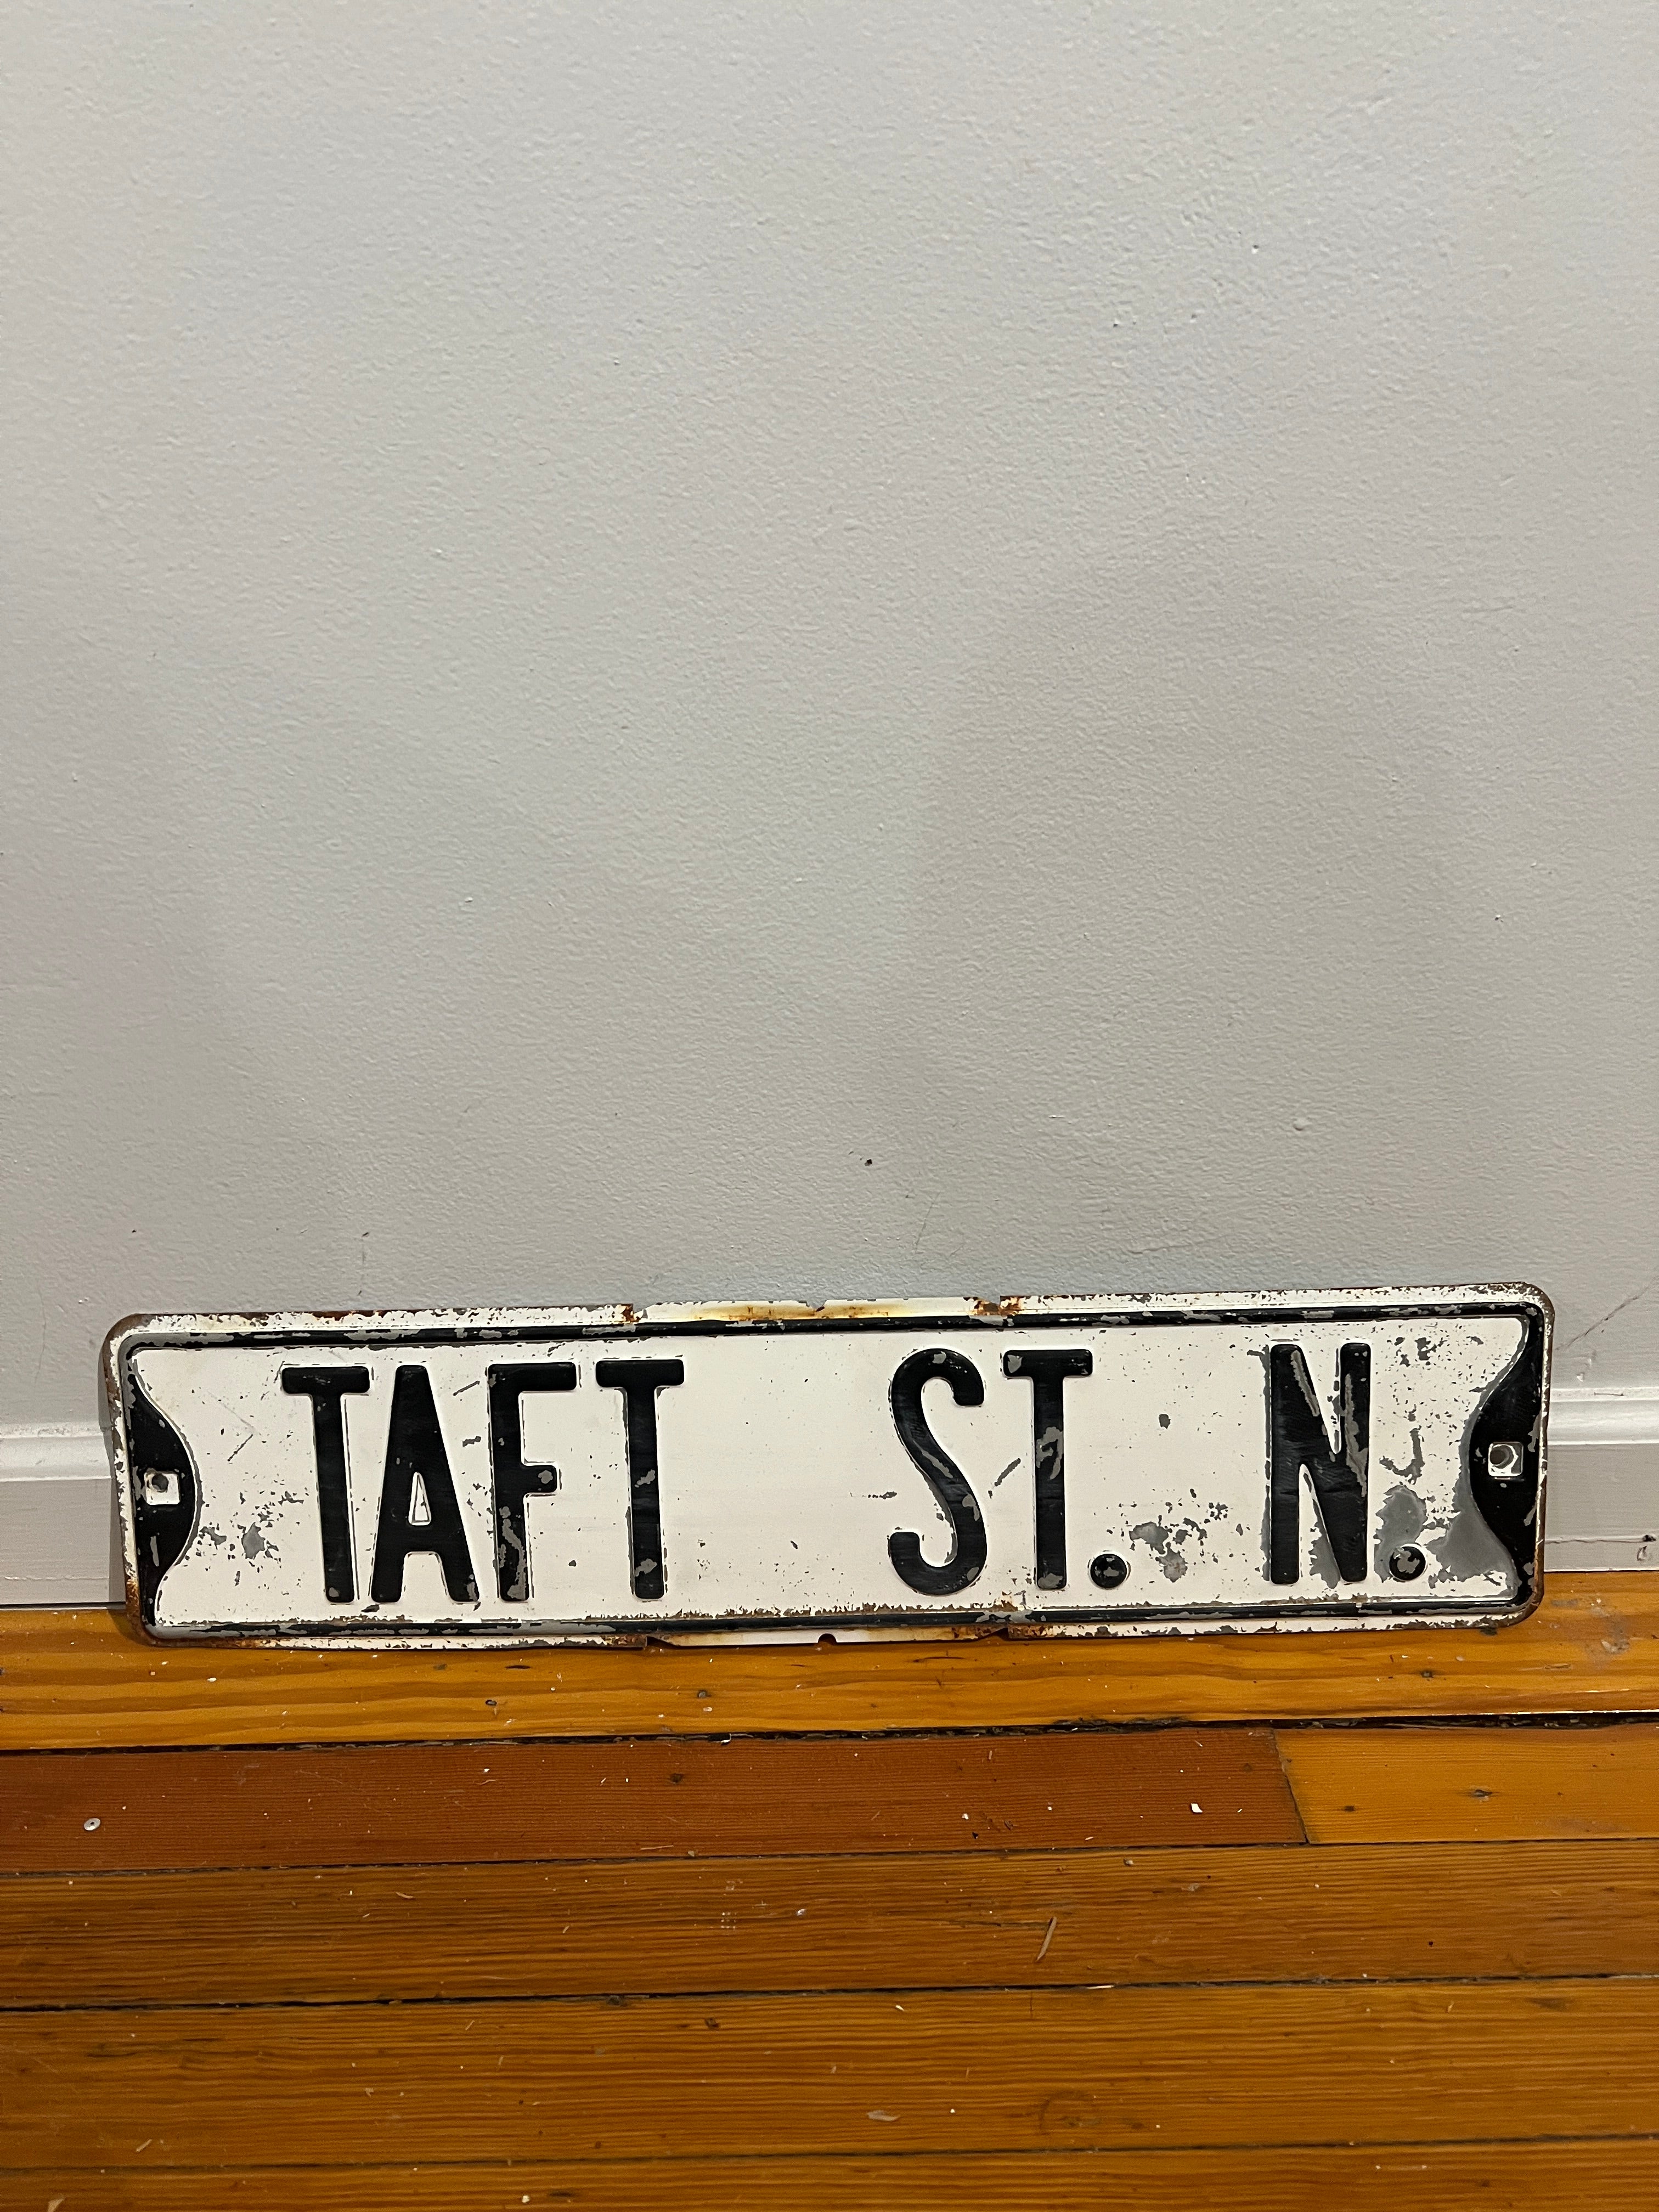 TAFT ST. N.